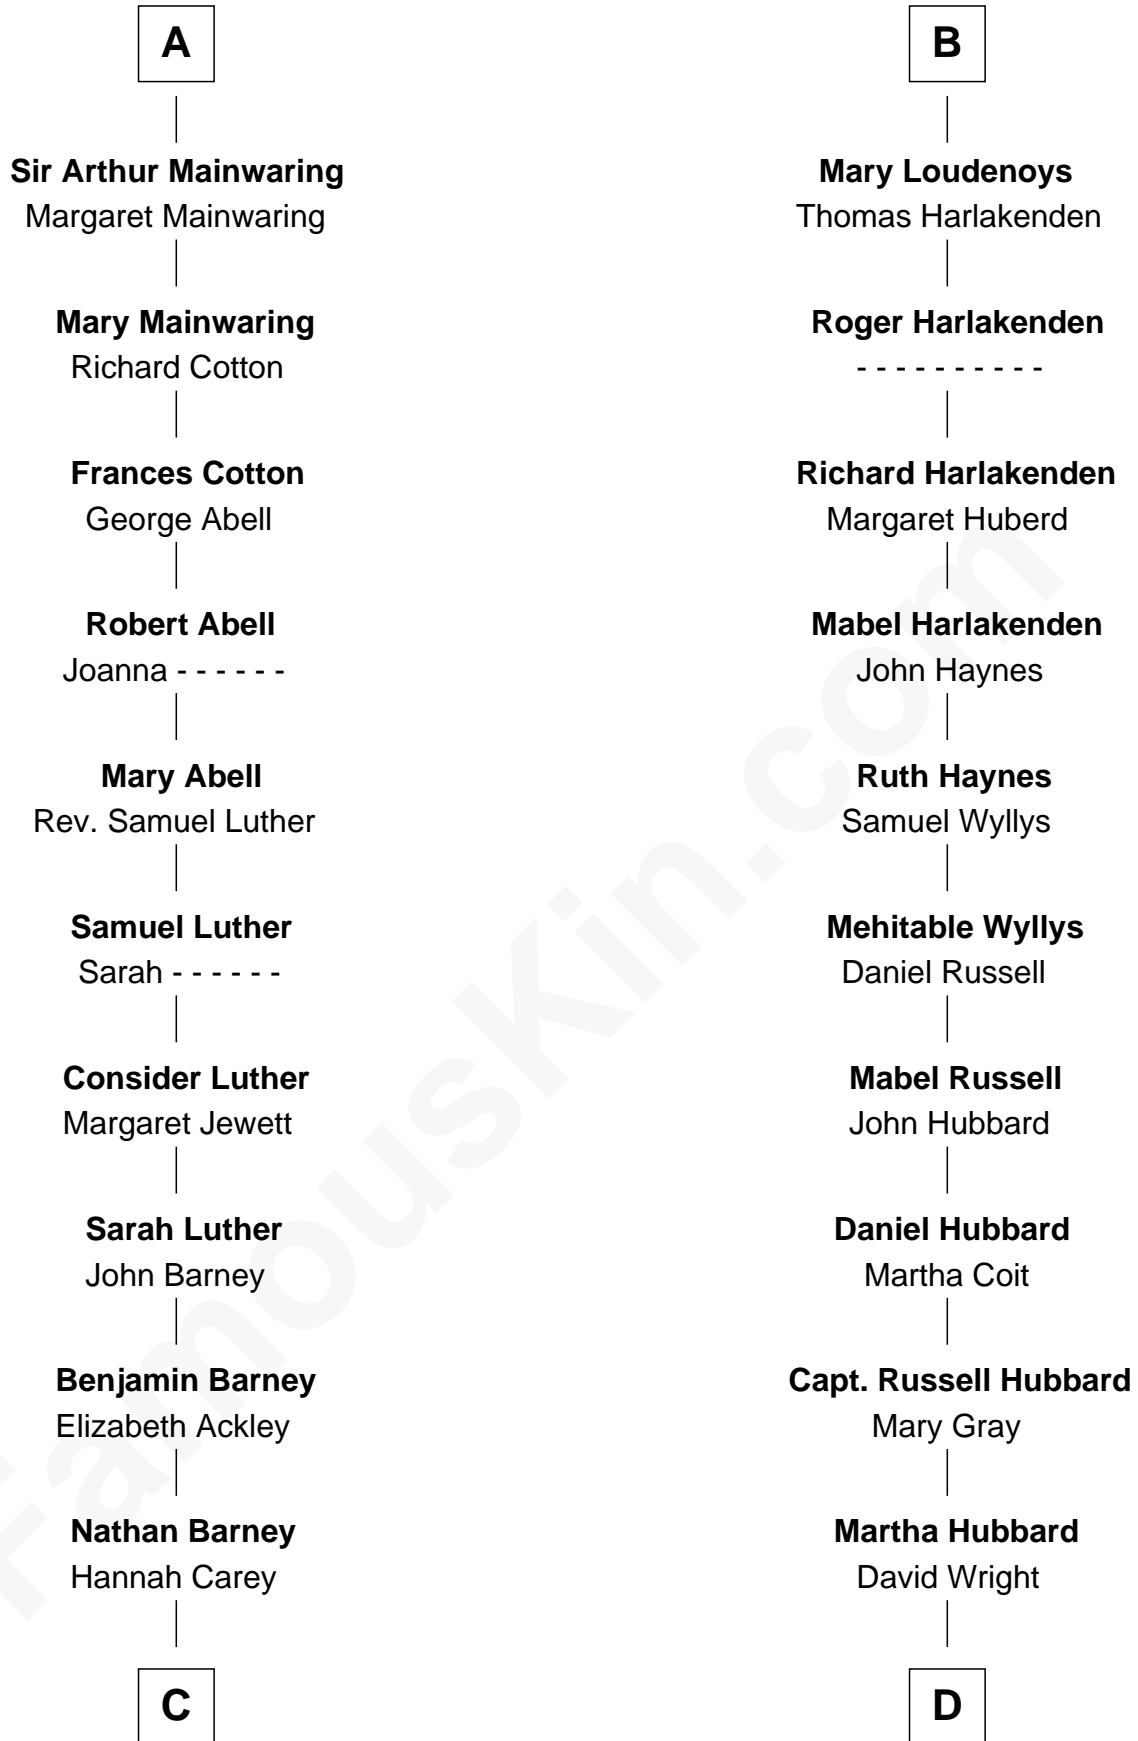 A
Sir Arthur Mainwaring
Margaret Mainwaring
Mary Mainwaring
Richard Cotton
Frances Cotton
George Abell
Robert Abell
Joanna - - - - - -
Mary Abell
Rev. Samuel Luther
Samuel Luther
Sarah - - - - - -
Consider Luther
Margaret Jewett
Sarah Luther
John Barney
Benjamin Barney
Elizabeth Ackley
Nathan Barney
Hannah Carey
C
B
Mary Loudenoys
Thomas Harlakenden
Roger Harlakenden
- - - - - - - - - -
Richard Harlakenden
Margaret Huberd
Mabel Harlakenden
John Haynes
Ruth Haynes
Samuel Wyllys
Mehitable Wyllys
Daniel Russell
Mabel Russell
John Hubbard
Daniel Hubbard
Martha Coit
Capt. Russell Hubbard
Mary Gray
Martha Hubbard
David Wright
D
FamousKin.com